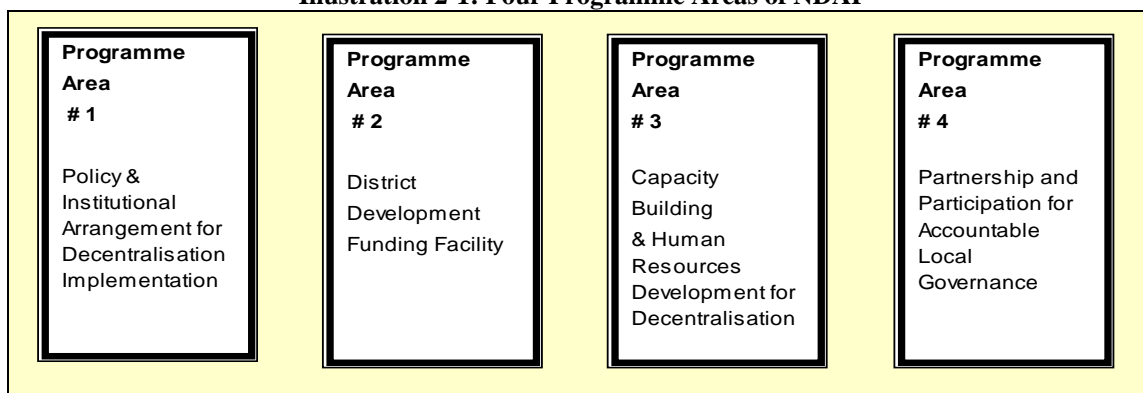 Illustration 2-1: Four Programme Areas of NDAP
Programme
Area
# 1
Policy &
Institutional
Arrangement for
Decentralisation
Implementation
Programme
Area
# 2
District
Development
Funding Facility
Programme
Area
# 3
Capacity
Building
& Human
Resources
Development for
Decentralisation
Programme
Area
# 4
Partnership and
Participation for
Accountable
Local
Governance